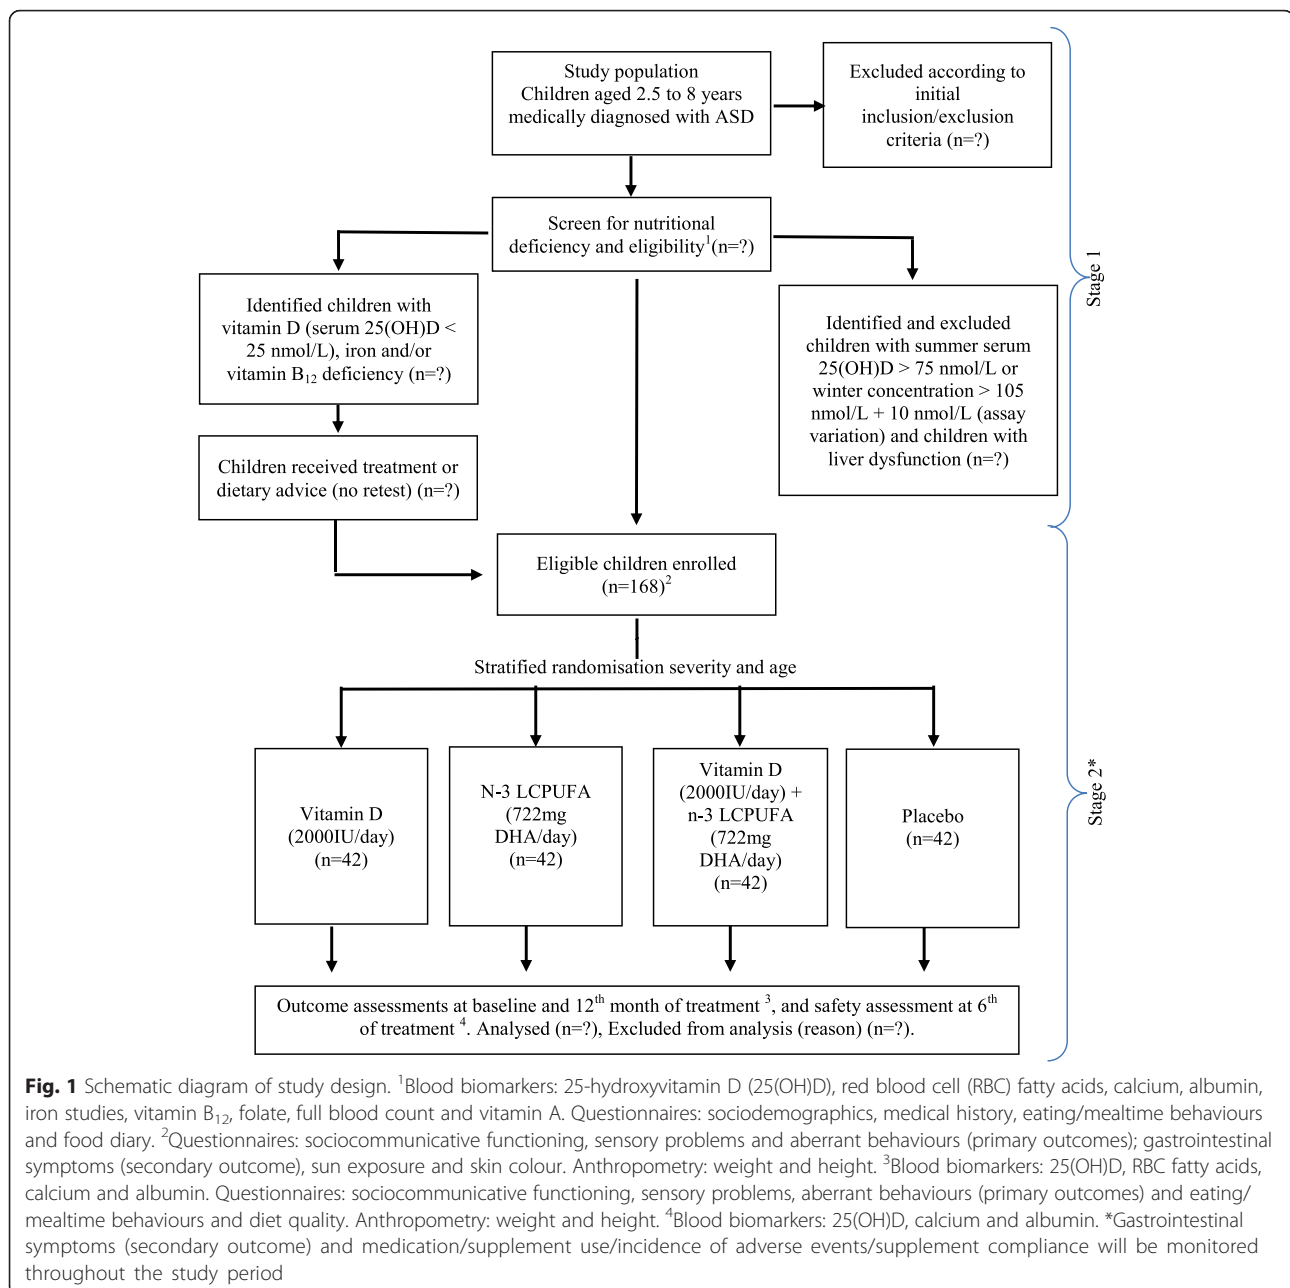 Study population
Children aged 2.5 to 8 years
medically diagnosed with ASD
Excluded according to
initial
inclusion/exclusion
criteria (n=?)
Screen for nutritional
deficiency and eligibility¹(n=?)
Identified children with
vitamin D (serum 25(OH)D <
25 nmol/L), iron and/or
vitamin B₁₂ deficiency (n=?)
Identified and excluded
children with summer serum
25(OH)D > 75 nmol/L or
winter concentration > 105
nmol/L + 10 nmol/L (assay
variation) and children with
liver dysfunction (n=?)
Stage 1
Children received treatment or
dietary advice (no retest) (n=?)
Eligible children enrolled
(n=168)²
Stratified randomisation severity and age
Vitamin D
(2000IU/day)
(n=42)
N-3 LCPUFA
(722mg
DHA/day)
(n=42)
Vitamin D
(2000IU/day) +
n-3 LCPUFA
(722mg
DHA/day)
(n=42)
Placebo
(n=42)
Stage 2*
Outcome assessments at baseline and 12ᵗʰ month of treatment ³, and safety assessment at 6ᵗʰ
of treatment ⁴. Analysed (n=?), Excluded from analysis (reason) (n=?).
Fig. 1 Schematic diagram of study design. ¹Blood biomarkers: 25-hydroxyvitamin D (25(OH)D), red blood cell (RBC) fatty acids, calcium, albumin,
iron studies, vitamin B₁₂, folate, full blood count and vitamin A. Questionnaires: sociodemographics, medical history, eating/mealtime behaviours
and food diary. ²Questionnaires: sociocommunicative functioning, sensory problems and aberrant behaviours (primary outcomes); gastrointestinal
symptoms (secondary outcome), sun exposure and skin colour. Anthropometry: weight and height. ³Blood biomarkers: 25(OH)D, RBC fatty acids,
calcium and albumin. Questionnaires: sociocommunicative functioning, sensory problems, aberrant behaviours (primary outcomes) and eating/
mealtime behaviours and diet quality. Anthropometry: weight and height. ⁴Blood biomarkers: 25(OH)D, calcium and albumin. *Gastrointestinal
symptoms (secondary outcome) and medication/supplement use/incidence of adverse events/supplement compliance will be monitored
throughout the study period